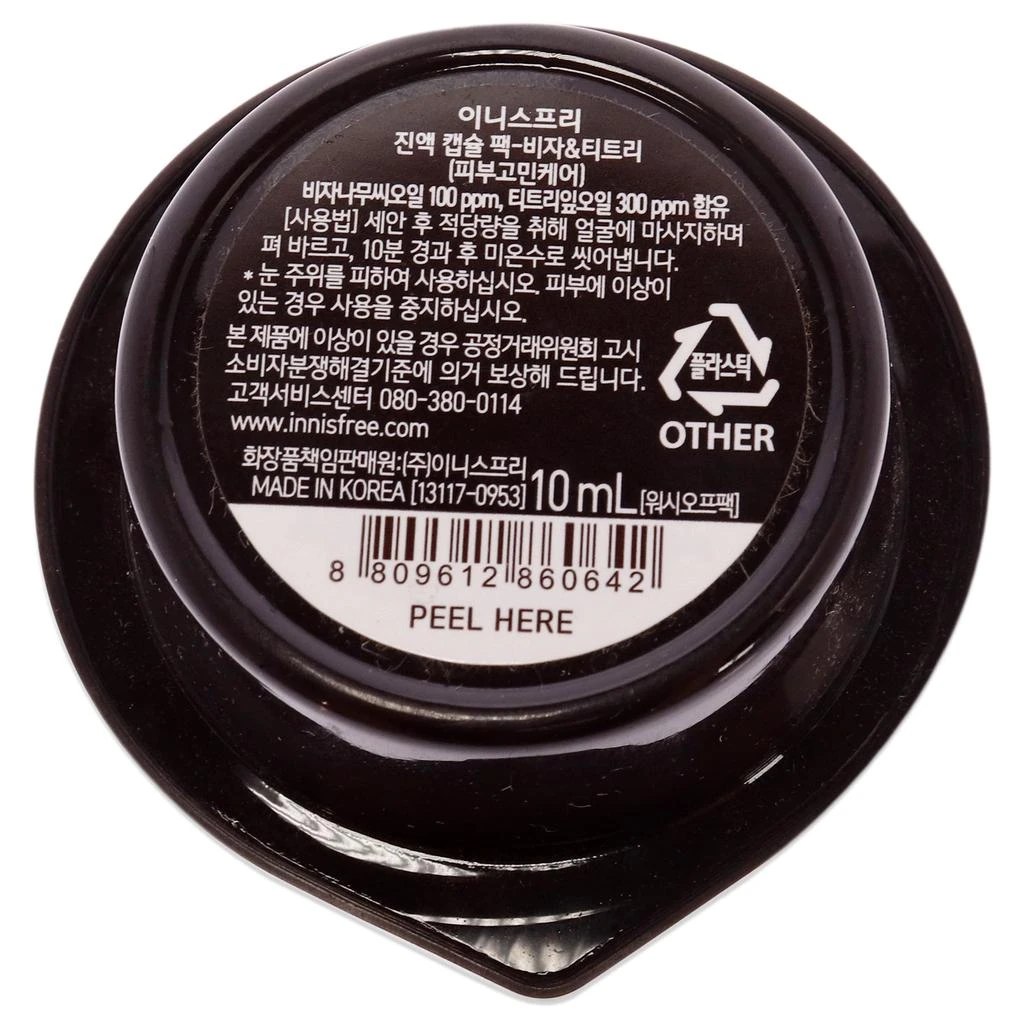 이니스프리
진액 캡슐 팩-비자&티트리
(피부고민케어)
비자나무씨오일 100 ppm, 티트리잎오일 300 ppm 함유
[사용법] 세안 후 적당량을 취해 얼굴에 마사지하며
펴 바르고, 10분 경과 후 미온수로 씻어냅니다.
* 눈 주위를 피하여 사용하십시오. 피부에 이상이
있는 경우 사용을 중지하십시오.
본 제품에 이상이 있을 경우 공정거래위원회 고시
소비자분쟁해결기준에 의거 보상해 드립니다.
고객서비스센터 080-380-0114
www.innisfree.com
플라스틱
OTHER
화장품책임판매원:(주)이니스프리
MADE IN KOREA [13117-0953] 10 mL [워시오프팩]
8 809612 860642
PEEL HERE